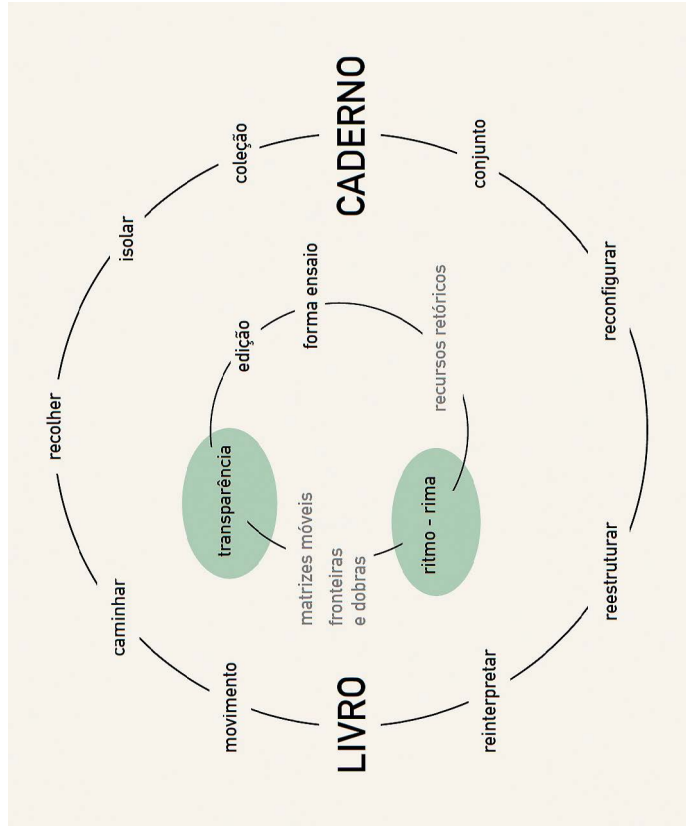 recolher
caminhar
isolar
movimento
transparência
edição
coleção
matrizes móveis
forma ensaio
LIVRO
fronteiras
e dobras
CADERNO
ritmo - rima
recursos retóricos
reinterpretar
conjunto
reestruturar
reconfigurar